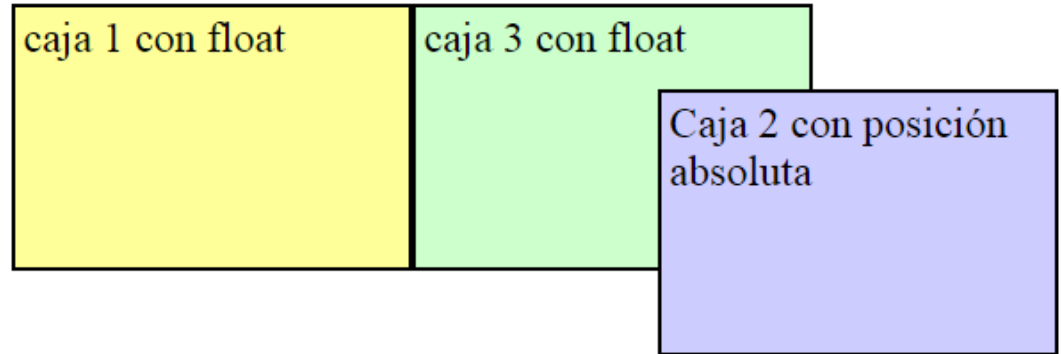 caja 1 con float
caja 3 con float
Caja 2 con posición
absoluta